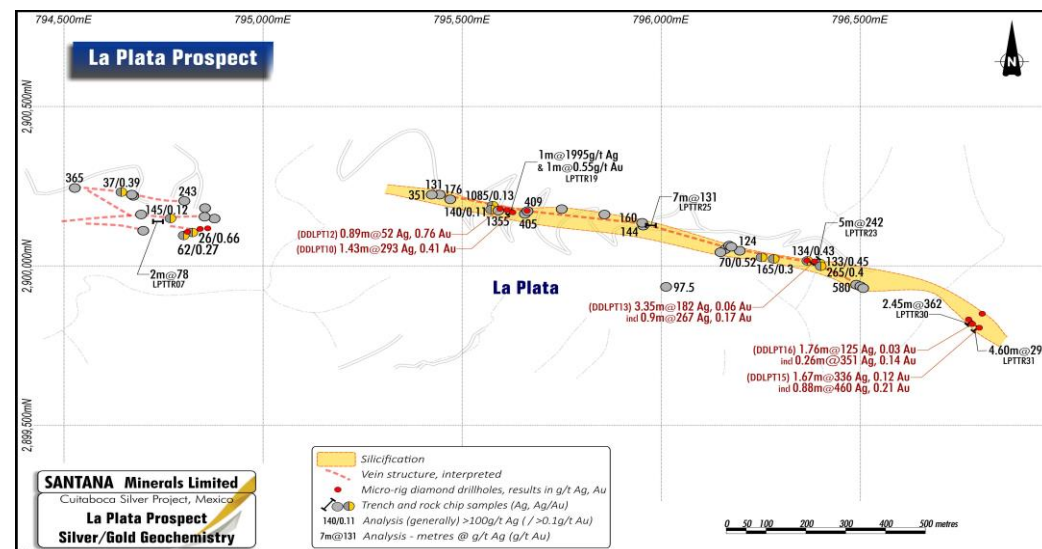 794,500mE
795,000mE
795,500mE
796,000mE
796,500mE
La Plata Prospect
N
2,900,500mN
2,900,000mN
2,899,500mN
365
37/0.39
243
145/0.12
26/0.66
62/0.27
2m@78
LPTTR07
351
131
176
1085/0.13
140/0.11
1355
409
405
1m@1995g/t Ag
& 1m@0.55g/t Au
LPTTR19
(DDLPT12) 0.89m@52 Ag, 0.76 Au
(DDLPT10) 1.43m@293 Ag, 0.41 Au
160
144
7m@131
LPTTR25
124
70/0.52
165/0.3
134/0.43
5m@242
LPTTR23
133/0.45
265/0.4
580
97.5
La Plata
(DDLPT13) 3.35m@182 Ag, 0.06 Au
incl 0.9m@267 Ag, 0.17 Au
2.45m@362
LPTTR30
4.60m@29
LPTTR31
(DDLPT16) 1.76m@125 Ag, 0.03 Au
incl 0.26m@351 Ag, 0.14 Au
(DDLPT15) 1.67m@336 Ag, 0.12 Au
incl 0.88m@460 Ag, 0.21 Au
SANTANA Minerals Limited
Cuitaboca Silver Project, Mexico
La Plata Prospect
Silver/Gold Geochemistry
Silicification
Vein structure, interpreted
Micro-rig diamond drillholes, results in g/t Ag, Au
Trench and rock chip samples (Ag, Ag/Au)
140/0.11 Analysis (generally) >100g/t Ag ( / >0.1g/t Au)
7m@131 Analysis - metres @ g/t Ag (g/t Au)
0 50 100 200 300 400 500 metres